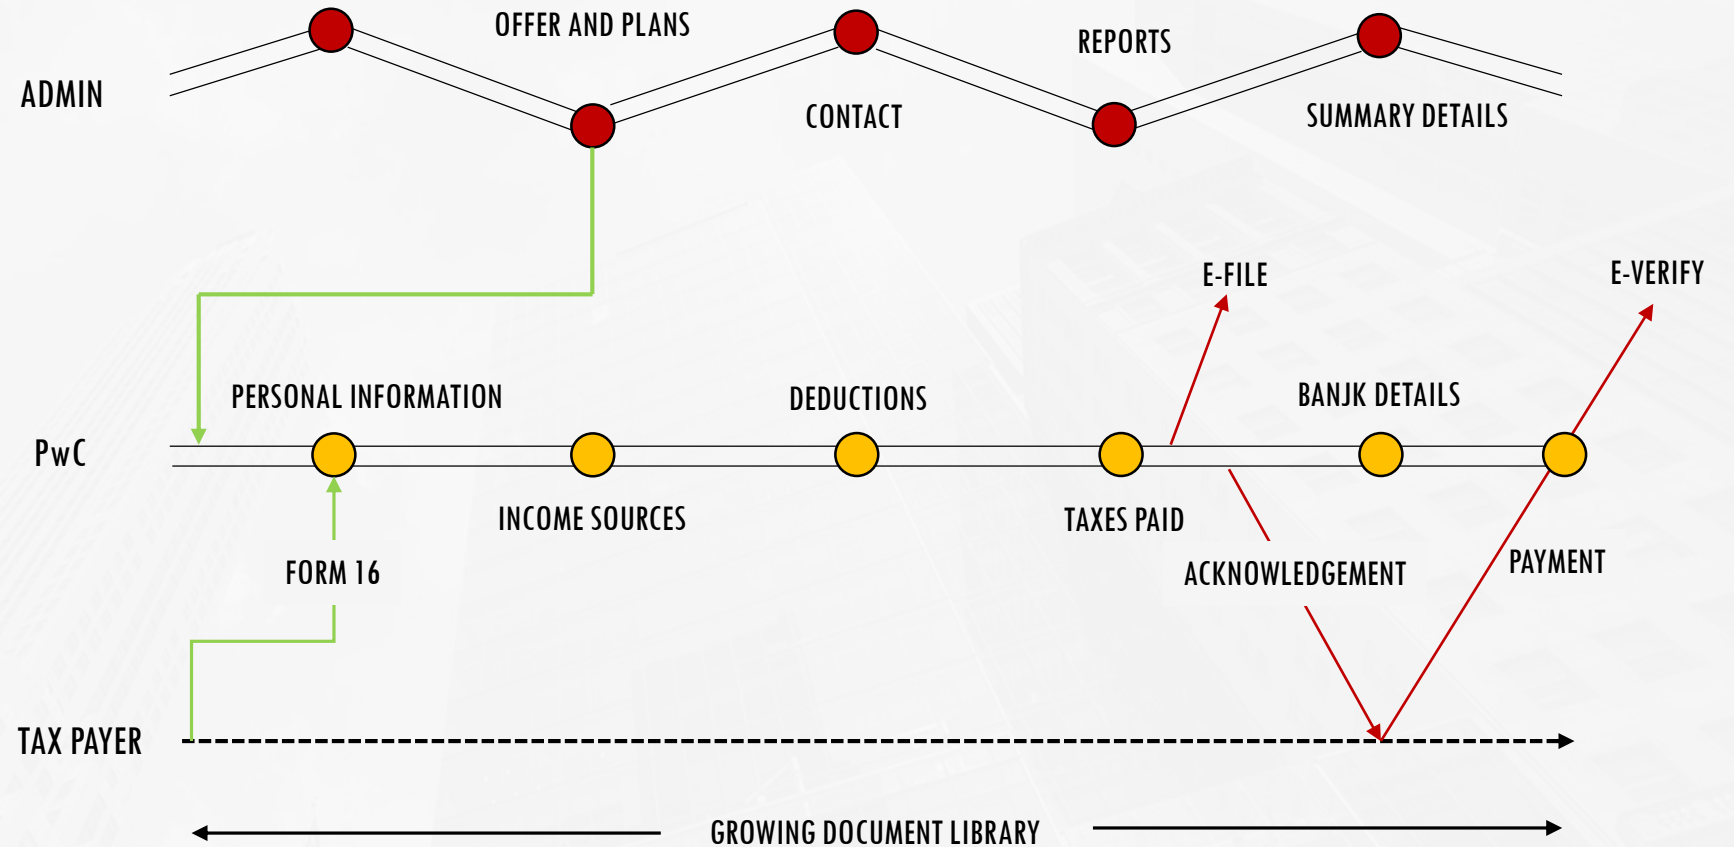 OFFER AND PLANS
REPORTS
ADMIN
CONTACT
SUMMARY DETAILS
E-FILE
E-VERIFY
PERSONAL INFORMATION
DEDUCTIONS
BANJK DETAILS
PwC
INCOME SOURCES
TAXES PAID
FORM 16
ACKNOWLEDGEMENT
PAYMENT
TAX PAYER
GROWING DOCUMENT LIBRARY